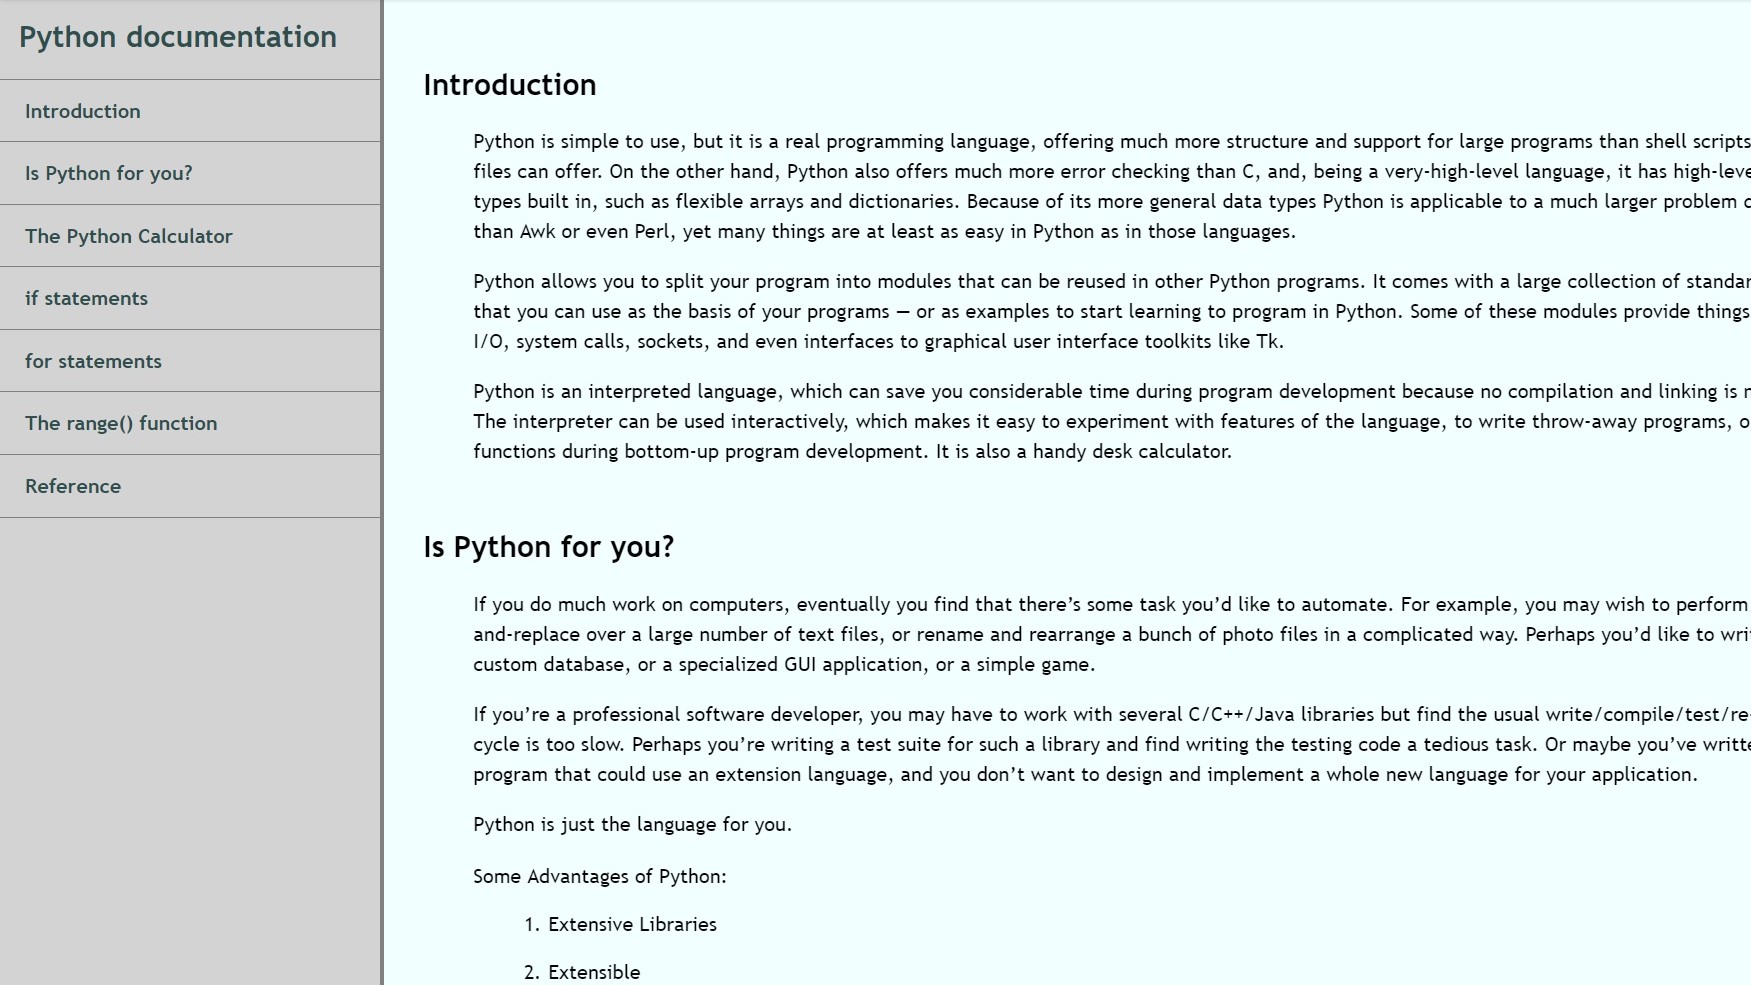 Python documentation
Introduction
Is Python for you?
The Python Calculator
if statements
for statements
The range() function
Reference
Introduction
Python is simple to use, but it is a real programming language, offering much more structure and support for large programs than shell scripts
files can offer. On the other hand, Python also offers much more error checking than C, and, being a very-high-level language, it has
types built in, such as flexible arrays and dictionaries. Because of its more general data types Python is applicable to a much larger problem
than Awk or even Perl, yet many things are at least as easy in Python as in those languages.
Python allows you to split your program into modules that can be reused in other Python programs. It comes with a large collection of
that you can use as the basis of your programs — or as examples to start learning to program in Python. Some of these modules provide things
I/O, system calls, sockets, and even interfaces to graphical user interface toolkits like Tk.
Python is an interpreted language, which can save you considerable time during program development because no compilation and linking is
The interpreter can be used interactively, which makes it easy to experiment with features of the language, to write throw-away programs,
functions during bottom-up program development. It is also a handy desk calculator.
Is Python for you?
If you do much work on computers, eventually you find that there’s some task you’d like to automate. For example, you may wish to perform
and-replace over a large number of text files, or rename and rearrange a bunch of photo files in a complicated way. Perhaps you’d like to
custom database, or a specialized GUI application, or a simple game.
If you’re a professional software developer, you may have to work with several C/C++/Java libraries but find the usual write/compile/test/re-
cycle is too slow. Perhaps you’re writing a test suite for such a library and find writing the testing code a tedious task. Or maybe you’ve
program that could use an extension language, and you don’t want to design and implement a whole new language for your application.
Python is just the language for you.
Some Advantages of Python:
1. Extensive Libraries
2. Extensible